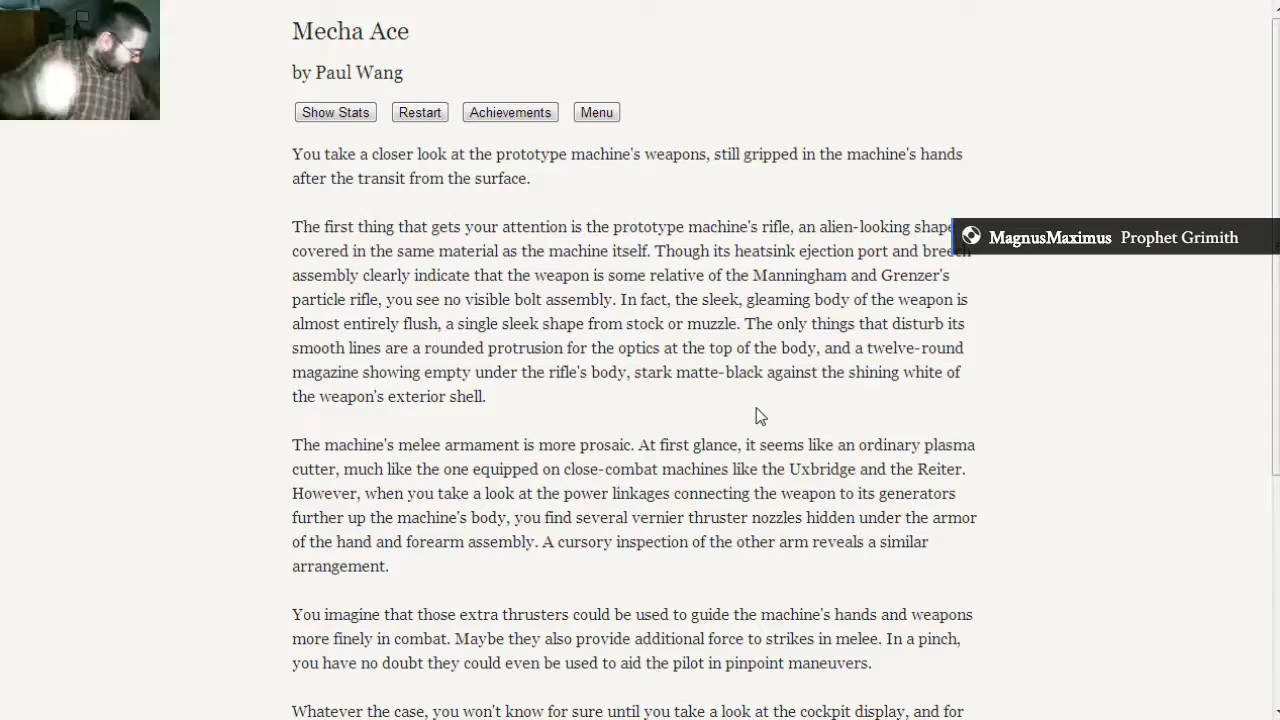 Mecha Ace
by Paul Wang
Show Stats Restart Achievements Menu
You take a closer look at the prototype machine's weapons, still gripped in the machine's hands
after the transit from the surface.
The first thing that gets your attention is the prototype machine's rifle, an alien-looking shape
covered in the same material as the machine itself. Though its heatsink ejection port and breech
MagnusMaximus Prophet Grimith
assembly clearly indicate that the weapon is some relative of the Manningham and Grenzer's
particle rifle, you see no visible bolt assembly. In fact, the sleek, gleaming body of the weapon is
almost entirely flush, a single sleek shape from stock or muzzle. The only things that disturb its
smooth lines are a rounded protrusion for the optics at the top of the body, and a twelve-round
magazine showing empty under the rifle's body, stark matte-black against the shining white of
the weapon's exterior shell.
The machine's melee armament is more prosaic. At first glance, it seems like an ordinary plasma
cutter, much like the one equipped on close-combat machines like the Uxbridge and the Reiter.
However, when you take a look at the power linkages connecting the weapon to its generators
further up the machine's body, you find several vernier thruster nozzles hidden under the armor
of the hand and forearm assembly. A cursory inspection of the other arm reveals a similar
arrangement.
You imagine that those extra thrusters could be used to guide the machine's hands and weapons
more finely in combat. Maybe they also provide additional force to strikes in melee. In a pinch,
you have no doubt they could even be used to aid the pilot in pinpoint maneuvers.
Whatever the case, you won't know for sure until you take a look at the cockpit display, and for